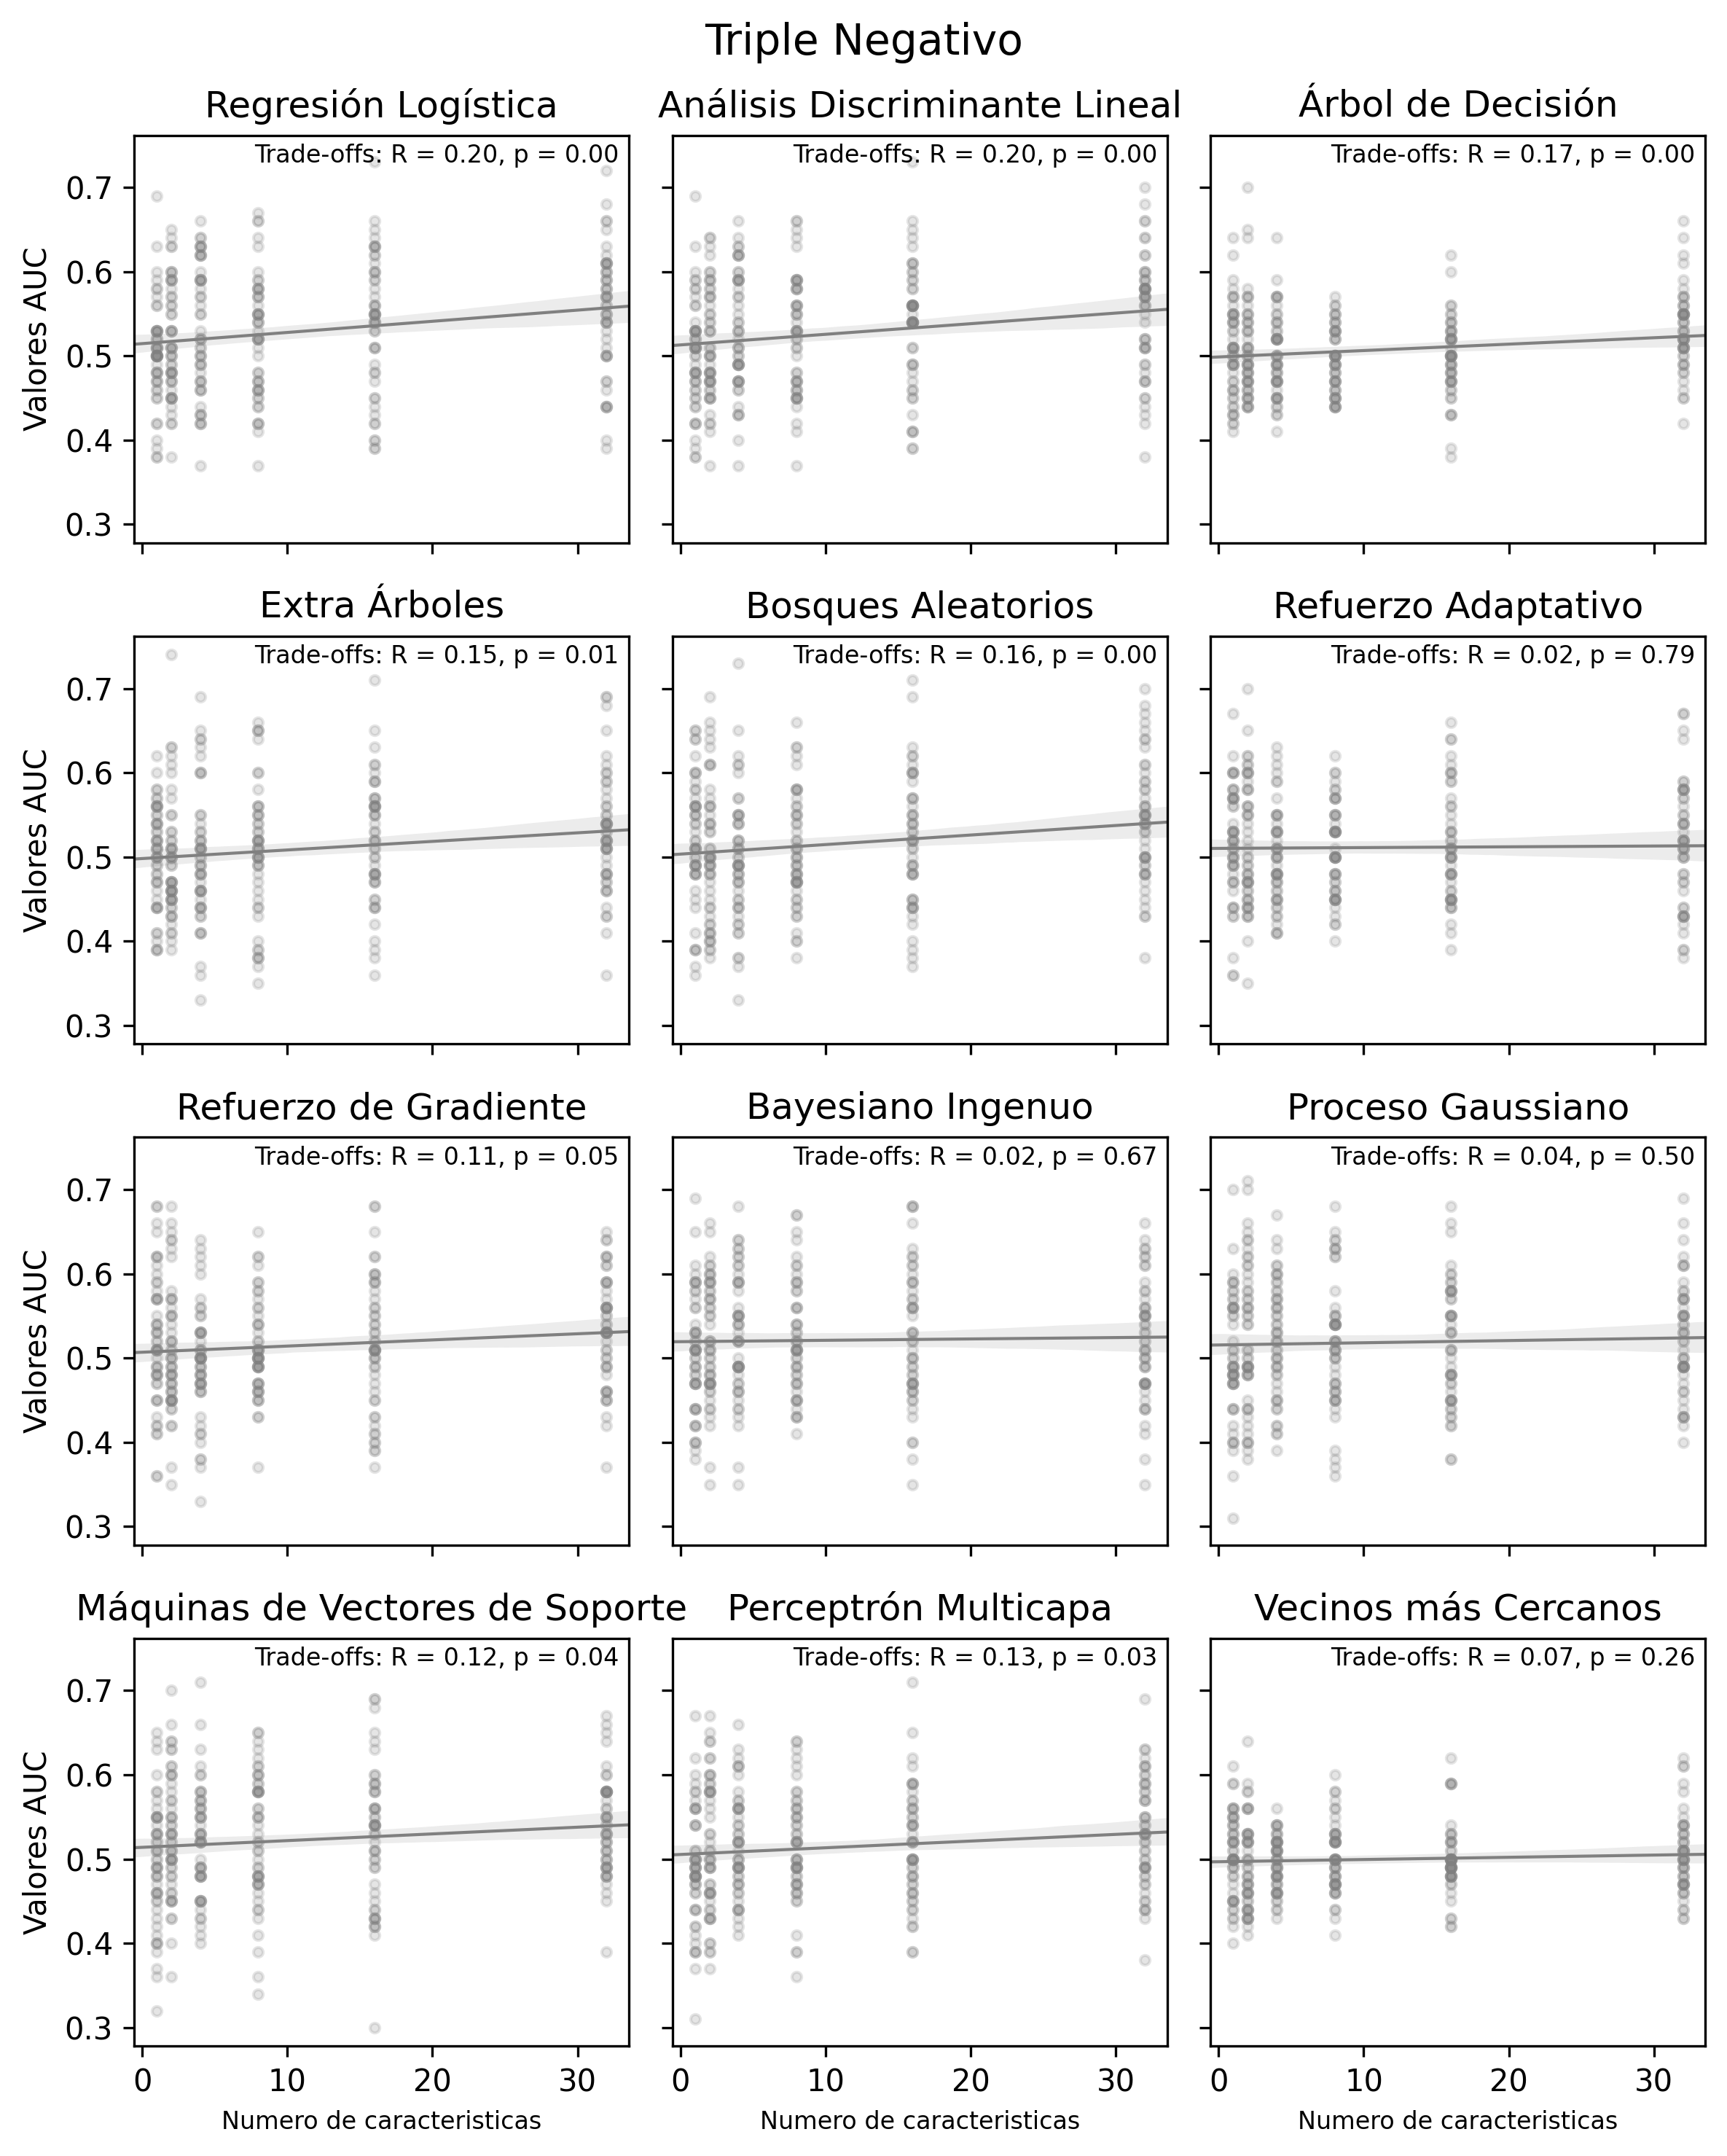 Triple Negativo
Regresión Logística
Análisis Discriminante Lineal
Árbol de Decisión
Trade-offs: R = 0.20, p = 0.00
Trade-offs: R = 0.20, p = 0.00
Trade-offs: R = 0.17, p = 0.00
Valores AUC
0.7
0.6
0.5
0.4
0.3
Extra Árboles
Bosques Aleatorios
Refuerzo Adaptativo
Trade-offs: R = 0.15, p = 0.01
Trade-offs: R = 0.16, p = 0.00
Trade-offs: R = 0.02, p = 0.79
Valores AUC
0.7
0.6
0.5
0.4
0.3
Refuerzo de Gradiente
Bayesiano Ingenuo
Proceso Gaussiano
Trade-offs: R = 0.11, p = 0.05
Trade-offs: R = 0.02, p = 0.67
Trade-offs: R = 0.04, p = 0.50
Valores AUC
0.7
0.6
0.5
0.4
0.3
Máquinas de Vectores de Soporte
Perceptrón Multicapa
Vecinos más Cercanos
Trade-offs: R = 0.12, p = 0.04
Trade-offs: R = 0.13, p = 0.03
Trade-offs: R = 0.07, p = 0.26
Valores AUC
0.7
0.6
0.5
0.4
0.3
0 10 20 30
0 10 20 30
0 10 20 30
Numero de caracteristicas
Numero de caracteristicas
Numero de caracteristicas